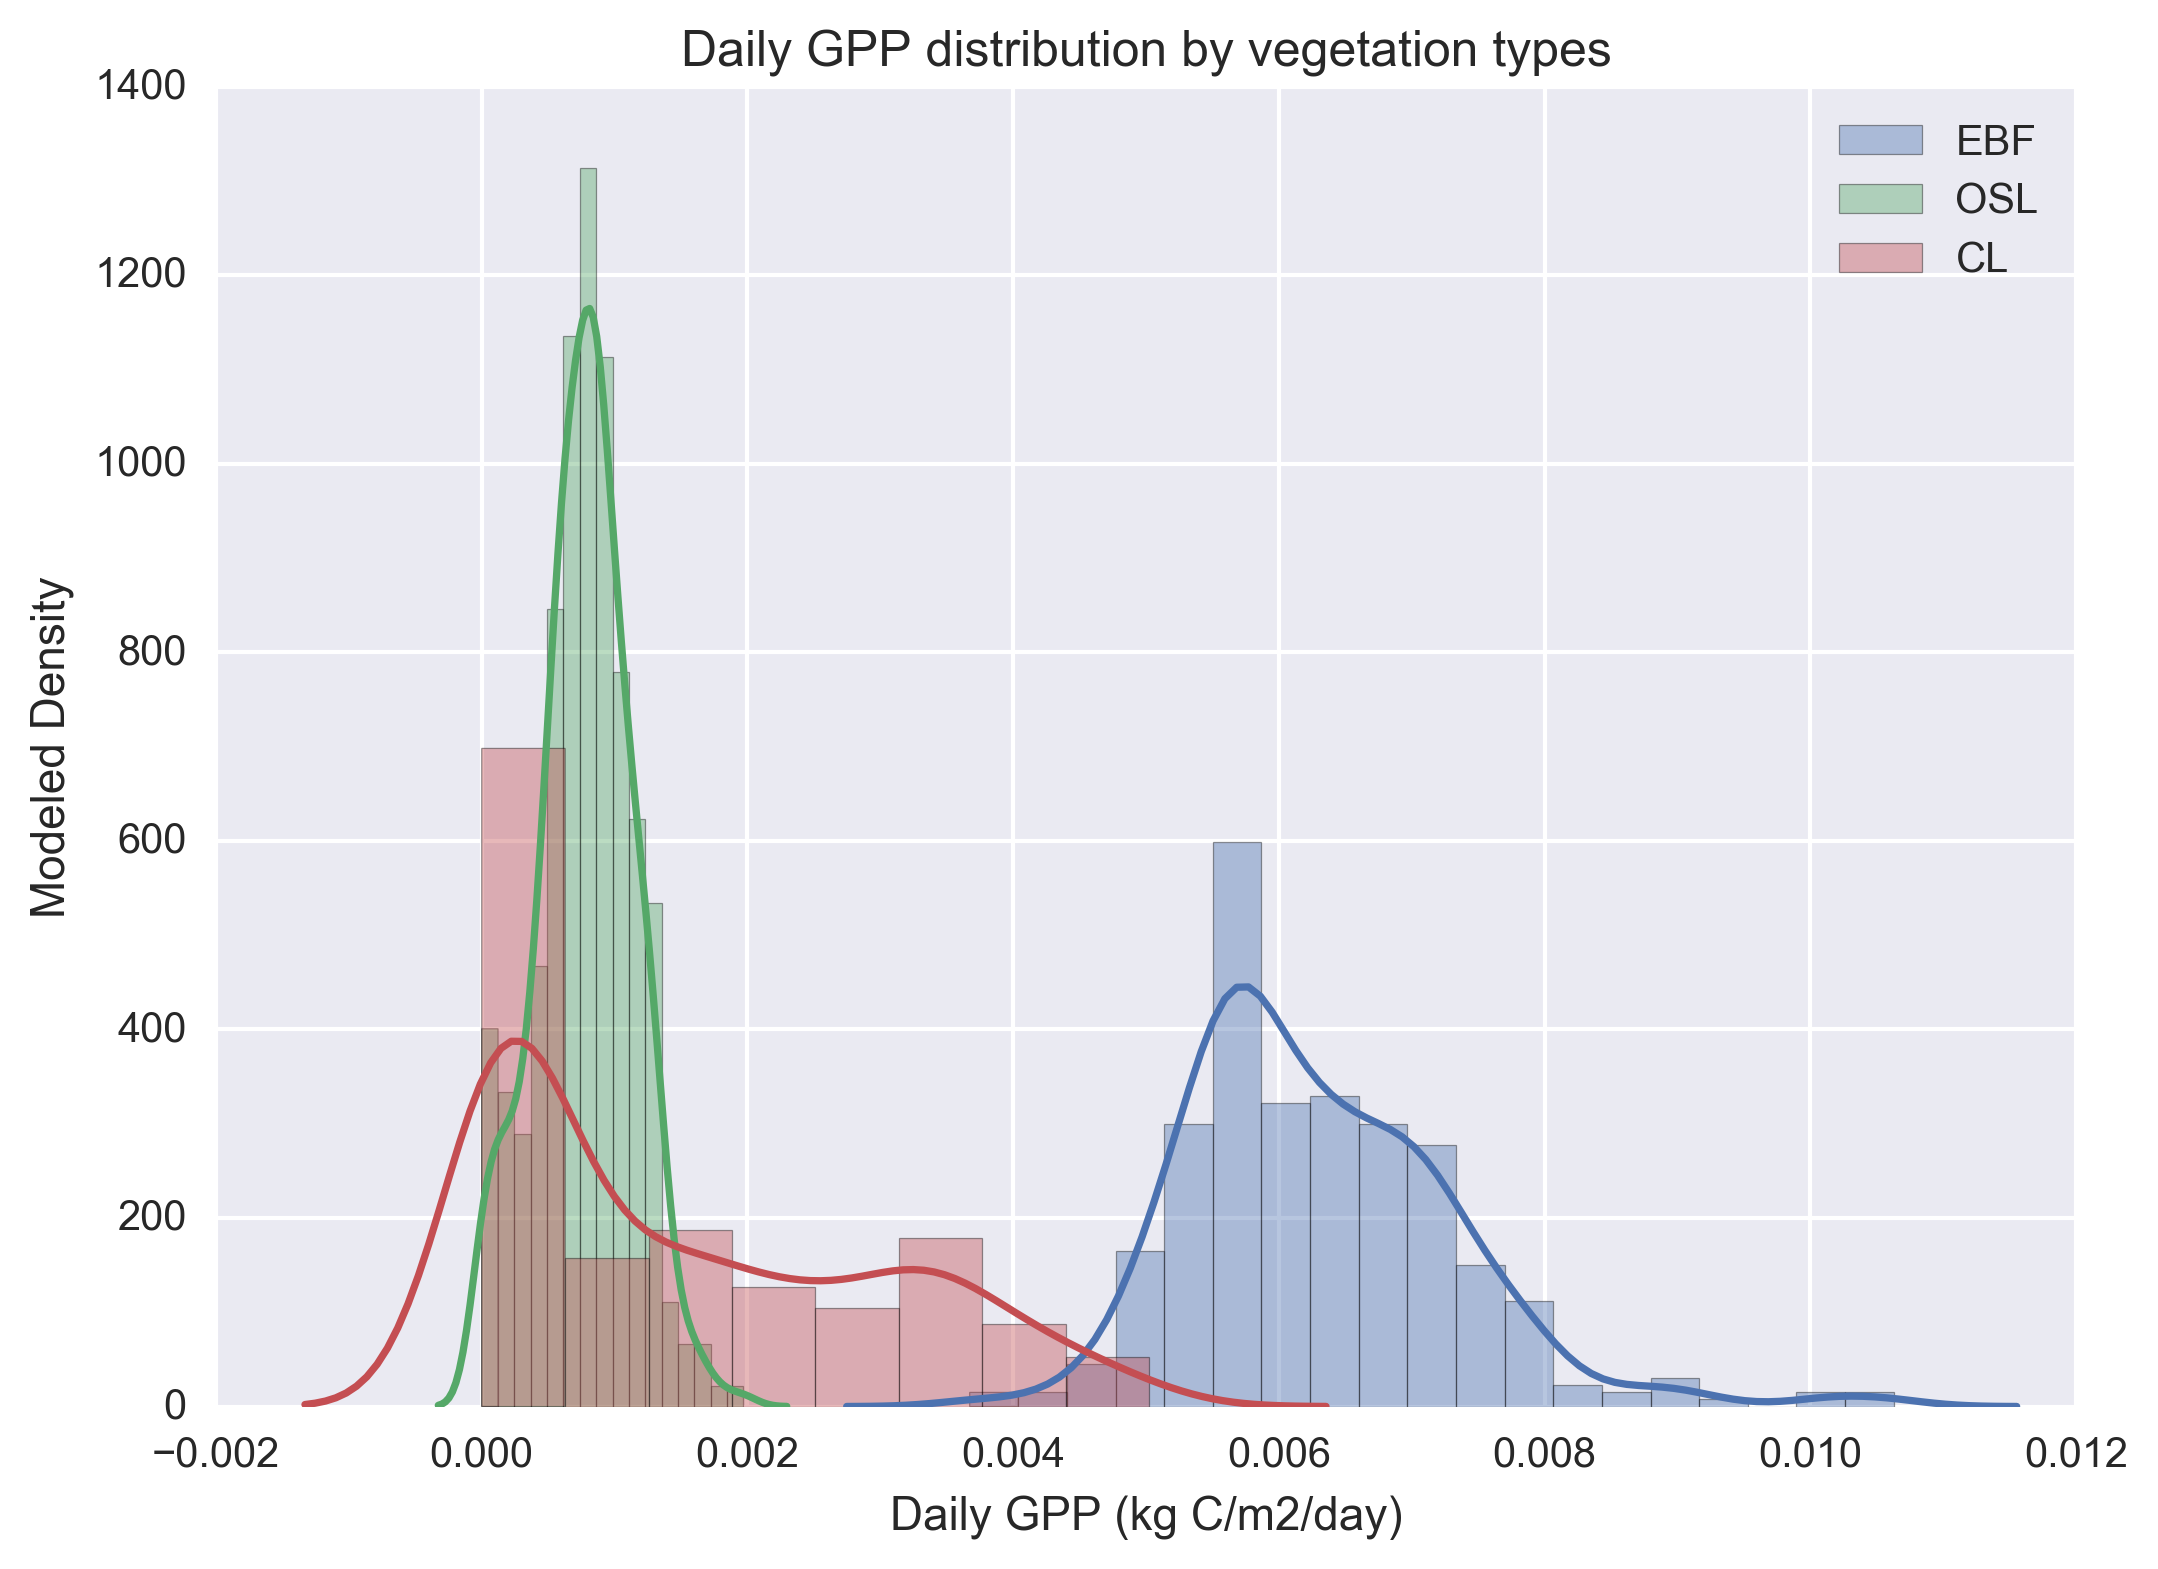 Daily GPP distribution by vegetation types
1400
1200
1000
800
600
400
200
0
Modeled Density
EBF
OSL
CL
−0.002 0.000 0.002 0.004 0.006 0.008 0.010 0.012
Daily GPP (kg C/m2/day)